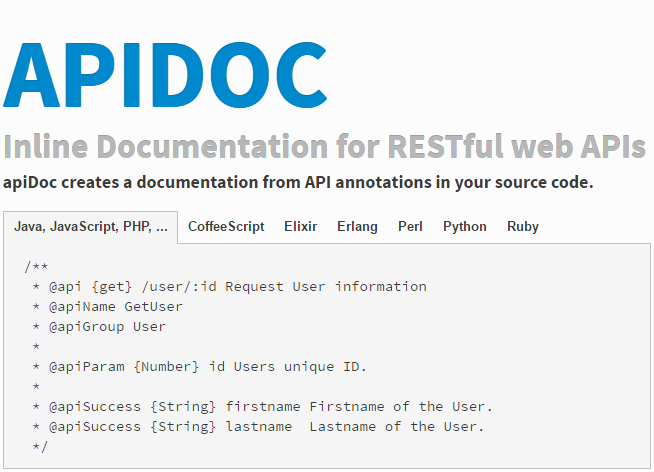 APIDOC
Inline Documentation for RESTful web APIs
apiDoc creates a documentation from API annotations in your source code.
Java, JavaScript, PHP, ... CoffeeScript Elixir Erlang Perl Python Ruby
/**
 * @api {get} /user/:id Request User information
 * @apiName GetUser
 * @apiGroup User
 *
 * @apiParam {Number} id Users unique ID.
 *
 * @apiSuccess {String} firstname Firstname of the User.
 * @apiSuccess {String} lastname  Lastname of the User.
 */